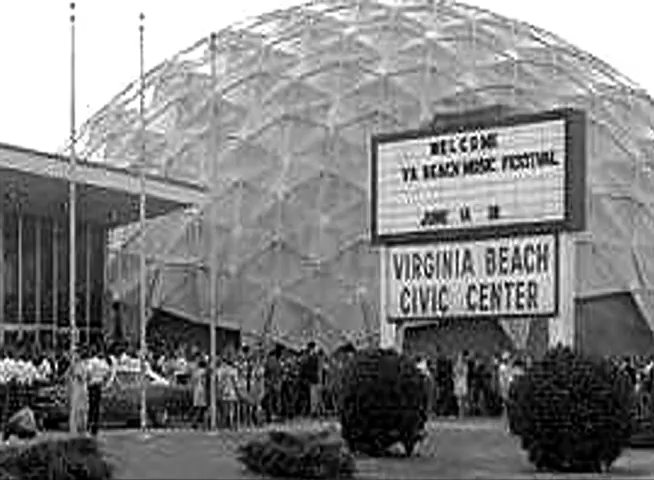 WELCOME
VA BEACH MUSIC FESTIVAL
JUNE
VIRGINIA BEACH
CIVIC CENTER